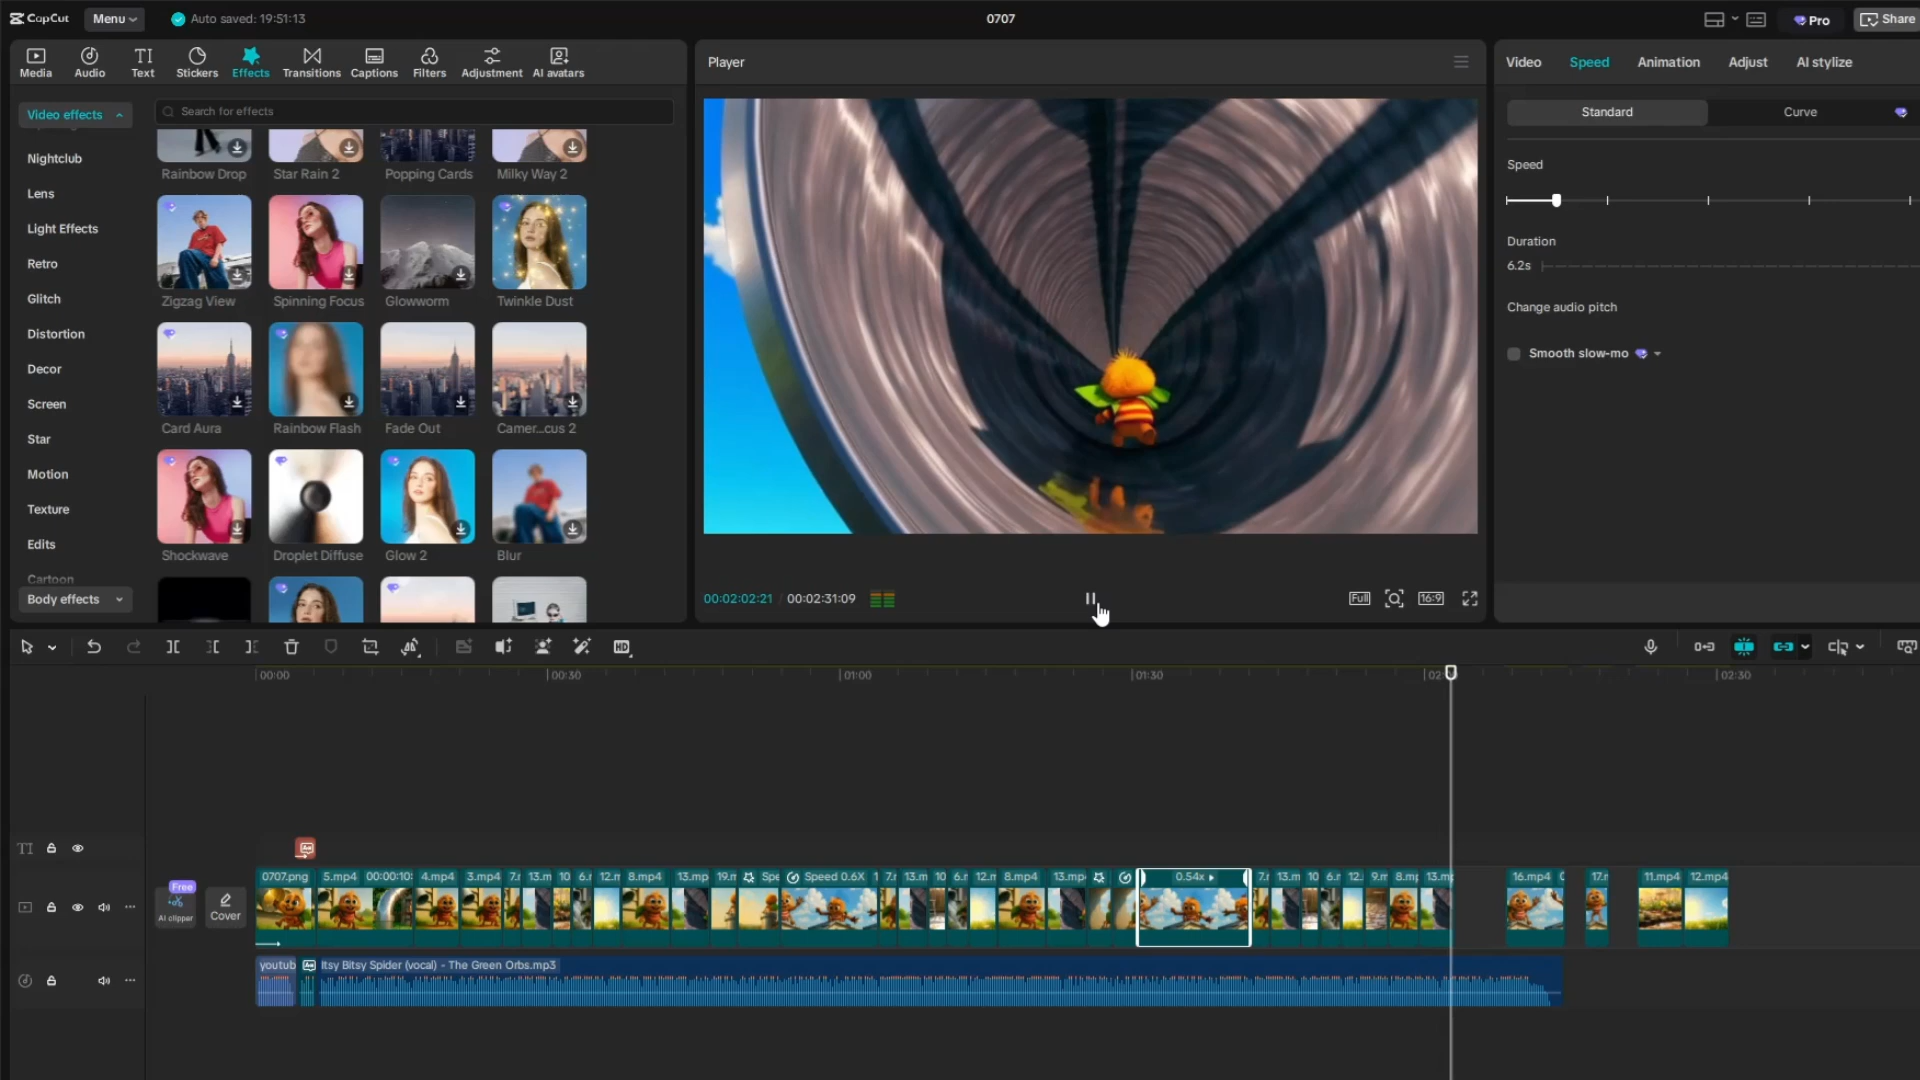 CapCut Menu Auto saved: 19:51:13 0707 Pro Share
Media Audio Text Stickers Effects Transitions Captions Filters Adjustment AI avatars
Player
Video Speed Animation Adjust AI stylize
Video effects
Search for effects
Standard Curve
Nightclub
Lens
Light Effects
Retro
Glitch
Distortion
Decor
Screen
Star
Motion
Texture
Edits
Cartoon
Body effects
Rainbow Drop Star Rain 2 Popping Cards Milky Way 2
Zigzag View Spinning Focus Glowworm Twinkle Dust
Card Aura Rainbow Flash Fade Out Camer...cus 2
Shockwave Droplet Diffuse Glow 2 Blur
Speed
Duration
6.2s
Change audio pitch
Smooth slow-mo
00:02:02:21 / 00:02:31:09
Full 16:9
HD
00:00 00:30 01:00 01:30 02: 02:30
TI
Free
AI clipper
Cover
0707.png 5.mp4 00:00:10: 4.mp4 3.mp4 7.r 13.m 10 6.r 12.m 8.mp4 13.mp 19.m Spe Speed 0.6X 1 7.r 13.m 10 6.r 12.m 8.mp4 13.mp 0.54x 7.r 13.m 10 6.r 12. 9.m 8.mp 13.m 16.mp4 0 17.r 11.mp4 12.mp4
youtub Itsy Bitsy Spider (vocal) - The Green Orbs.mp3